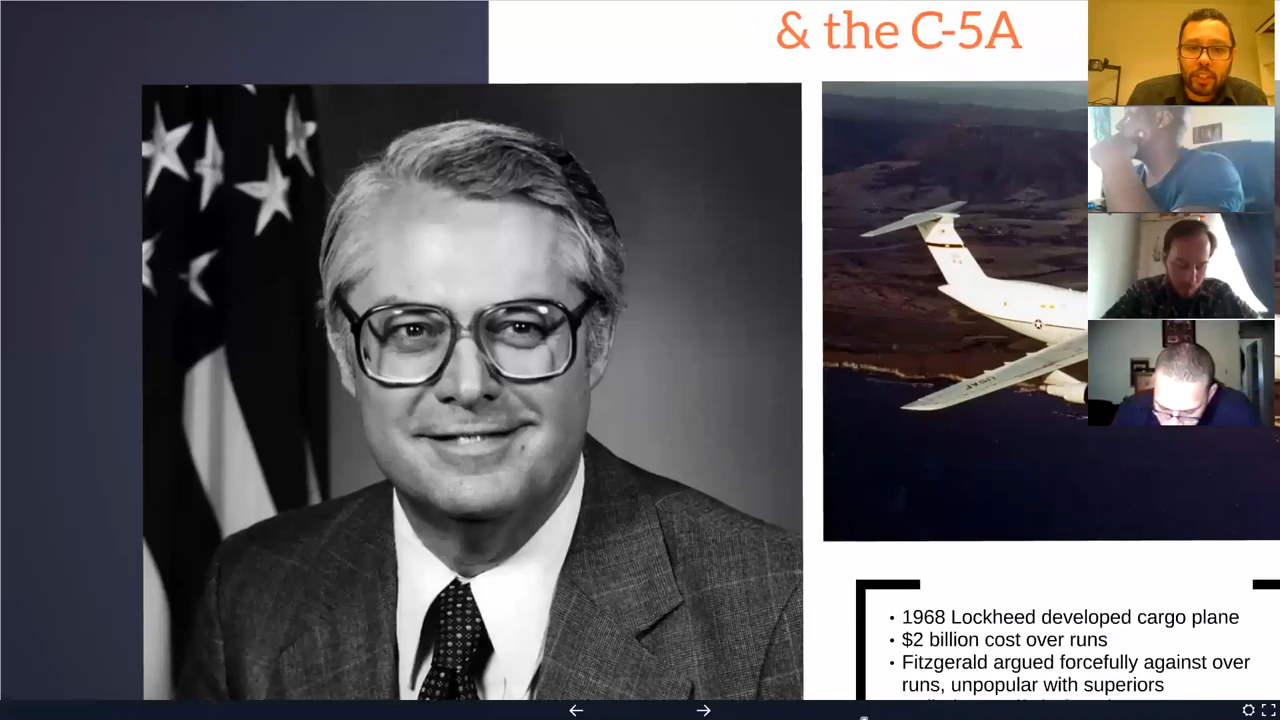 & the C-5A
USAF
• 1968 Lockheed developed cargo plane
• $2 billion cost over runs
• Fitzgerald argued forcefully against over
runs, unpopular with superiors